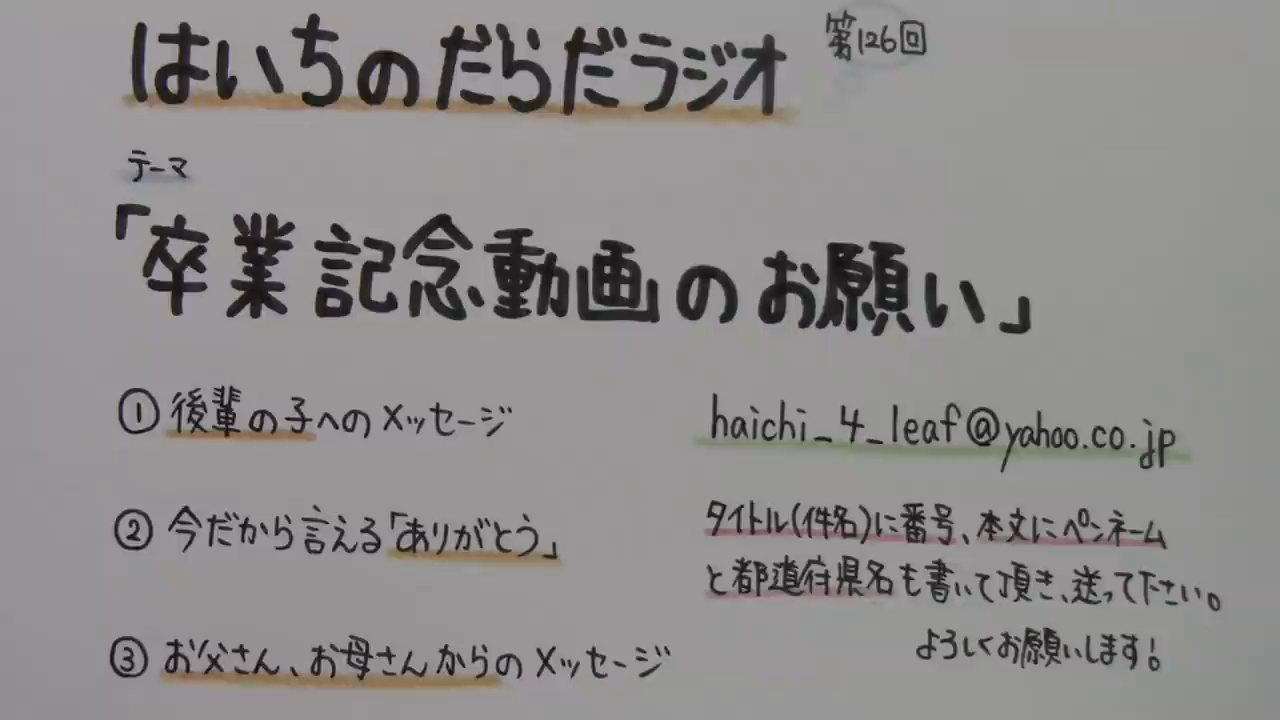 はいちのだらだラジオ 第126回
テーマ
「卒業記念動画のお願い」
① 後輩の子へのメッセージ
② 今だから言える「ありがとう」
③ お父さん、お母さんからのメッセージ
haichi_4_leaf@yahoo.co.jp
タイトル(件名)に番号、本文にペンネーム
と都道府県名も書いて頂き、送って下さい。
よろしくお願いします!